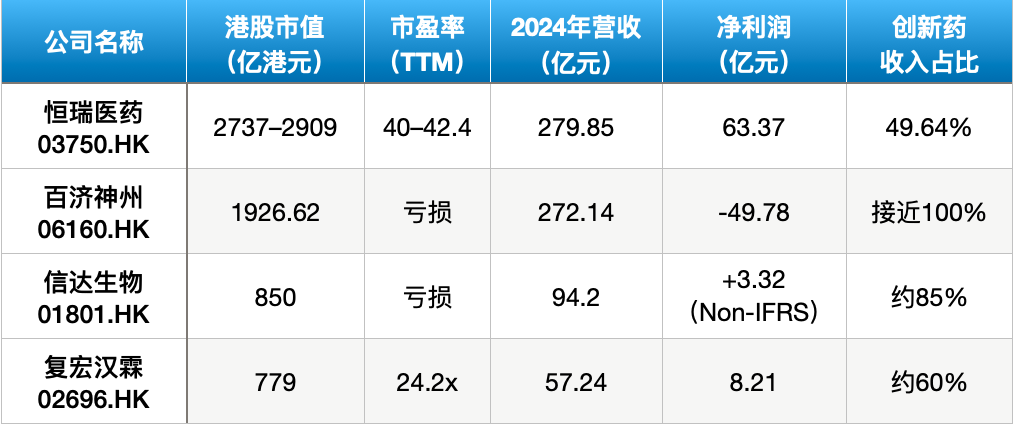 公司名称
港股市值
（亿港元）
市盈率
（TTM）
2024年营收
（亿元）
净利润
（亿元）
创新药
收入占比
恒瑞医药
03750.HK
2737–2909
40–42.4
279.85
63.37
49.64%
百济神州
06160.HK
1926.62
亏损
272.14
-49.78
接近100%
信达生物
01801.HK
850
亏损
94.2
+3.32
（Non-IFRS）
约85%
复宏汉霖
02696.HK
779
24.2x
57.24
8.21
约60%